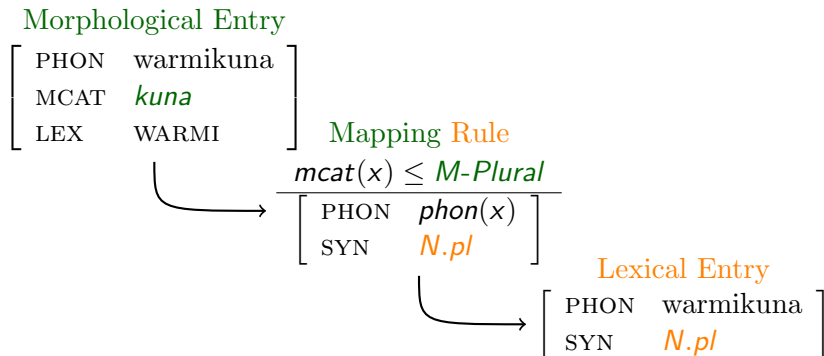 Morphological Entry
PHON warmikuna
MCAT kuna
LEX WARMI
Mapping Rule
mcat(x) ≤ M-Plural
PHON phon(x)
SYN N.pl
Lexical Entry
PHON warmikuna
SYN N.pl